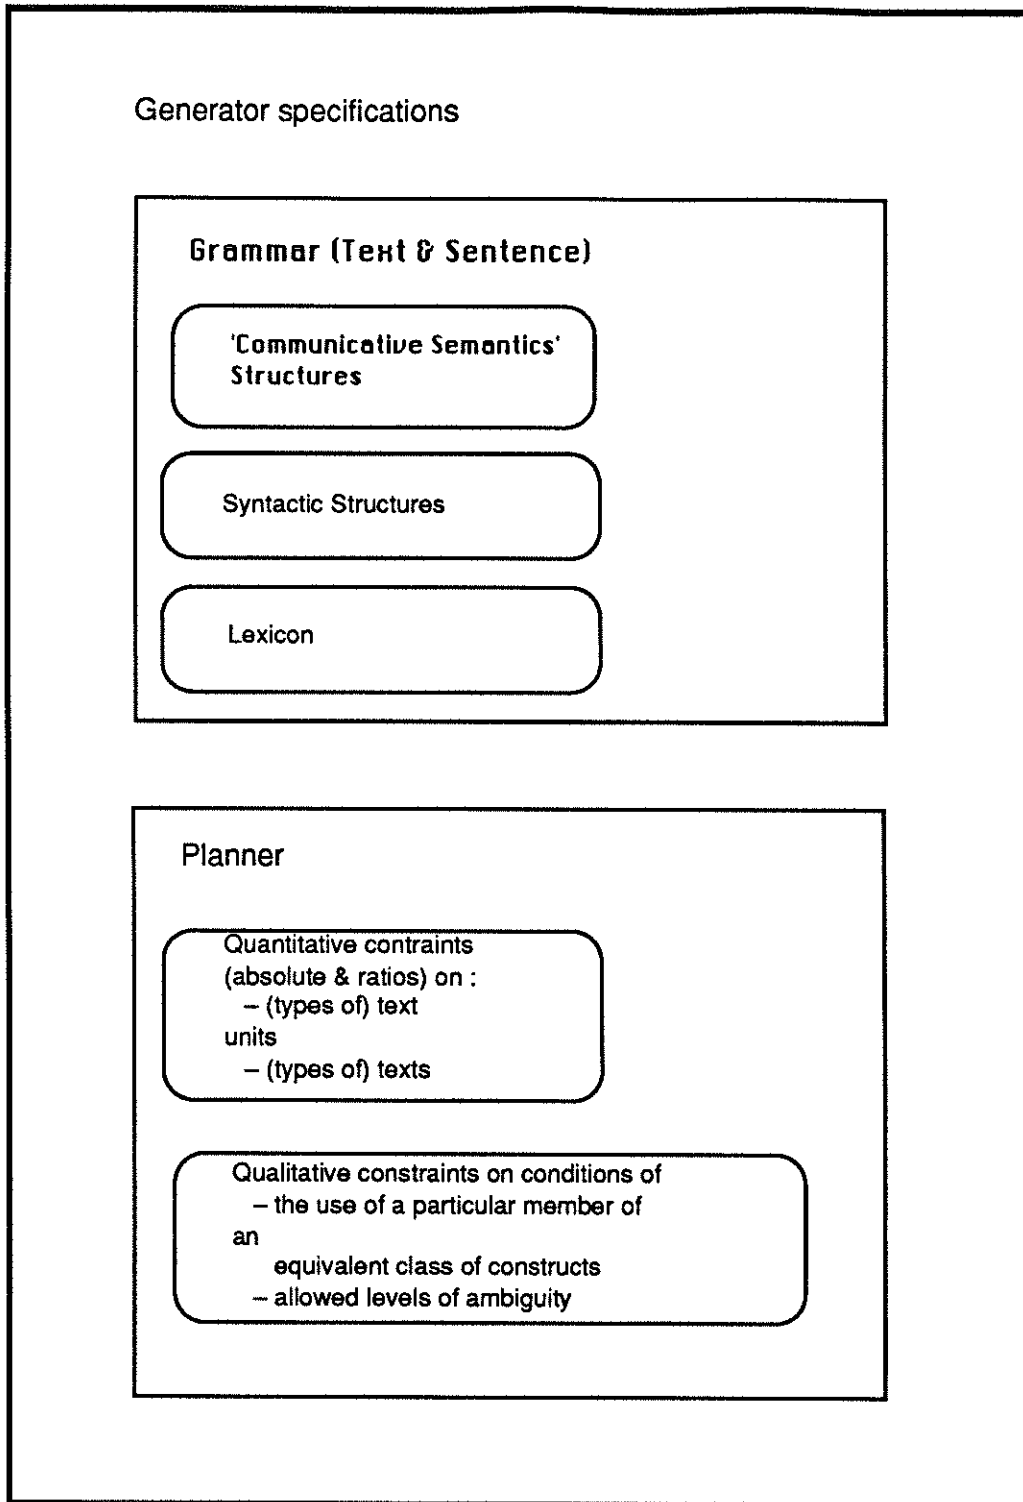 Generator specifications
Grammar (Text & Sentence)
'Communicative Semantics'
Structures
Syntactic Structures
Lexicon
Planner
Quantitative contraints
(absolute & ratios) on :
– (types of) text
units
– (types of) texts
Qualitative constraints on conditions of
– the use of a particular member of
an
equivalent class of constructs
– allowed levels of ambiguity